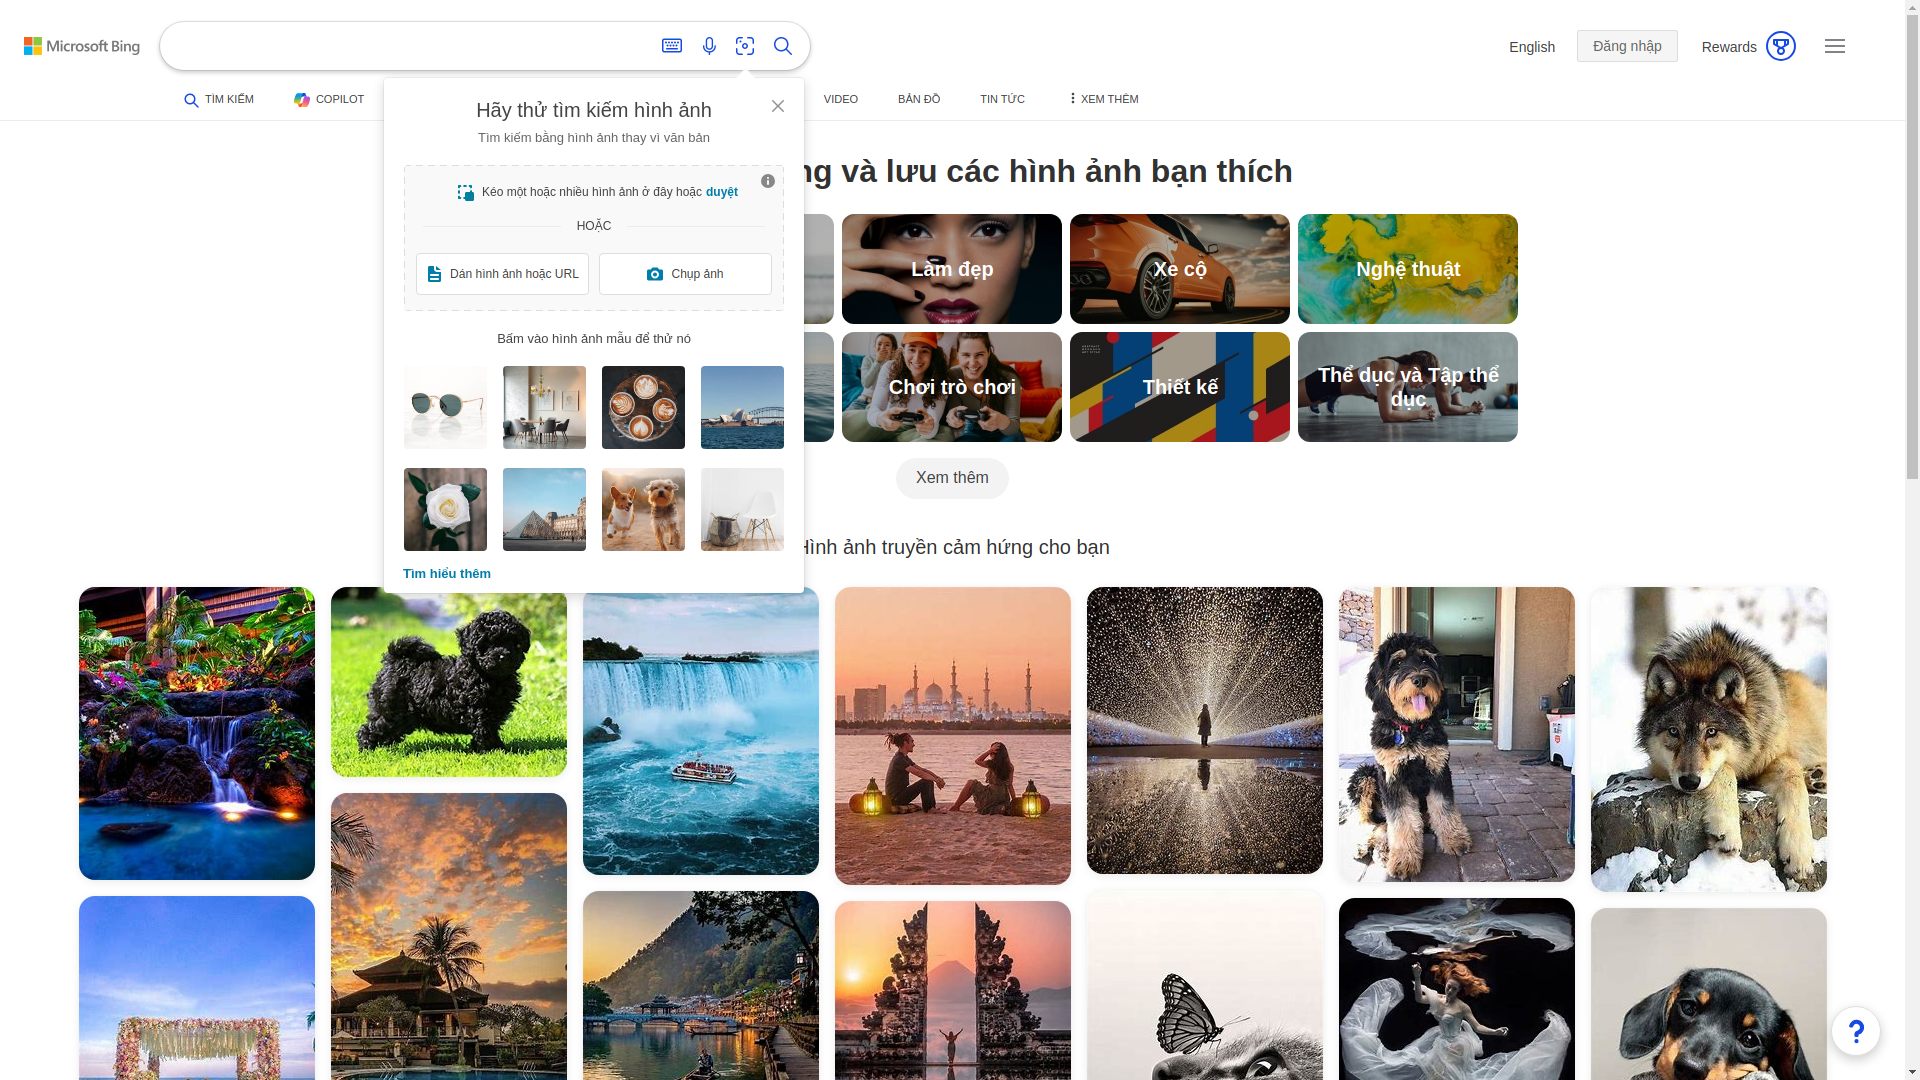 Microsoft Bing
English
Đăng nhập
Rewards
TÌM KIẾM
COPILOT
VIDEO
BẢN ĐỒ
TIN TỨC
XEM THÊM
Hãy thử tìm kiếm hình ảnh
Tìm kiếm bằng hình ảnh thay vì văn bản
Kéo một hoặc nhiều hình ảnh ở đây hoặc duyệt
HOẶC
Dán hình ảnh hoặc URL
Chụp ảnh
Bấm vào hình ảnh mẫu để thử nó
Tìm hiểu thêm
ng và lưu các hình ảnh bạn thích
Làm đẹp
Xe cộ
Nghệ thuật
Chơi trò chơi
Thiết kế
Thể dục và Tập thể
dục
Xem thêm
Hình ảnh truyền cảm hứng cho bạn
?